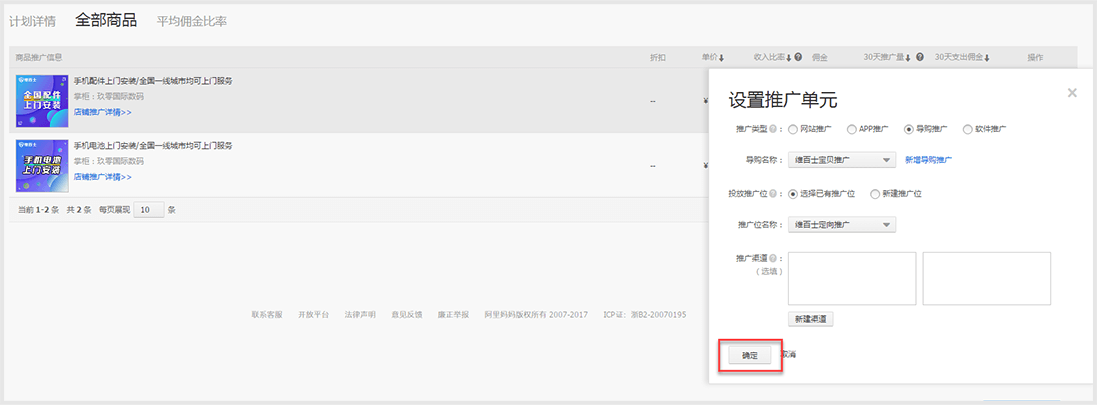 计划详情 全部商品 平均佣金比率
商品推广信息 折扣 单价 收入比率 佣金 30天推广量 30天支出佣金 操作
维百士
全国配件
上门安装
手机配件上门安装/全国一线城市均可上门服务
掌柜：玖零国际数码
店铺推广详情>>
--
¥
维百士
手机电池
上门安装
手机电池上门安装/全国一线城市均可上门服务
掌柜：玖零国际数码
店铺推广详情>>
--
¥
当前 1-2 条 共 2 条 每页展现 10 条
联系客服 开放平台 法律声明 意见反馈 廉正举报 阿里妈妈版权所有 2007-2017 ICP证：浙B2-20070195
设置推广单元
推广类型： 网站推广 APP推广 导购推广 软件推广
导购名称： 维百士宝贝推广 新增导购推广
投放推广位： 选择已有推广位 新建推广位
推广位名称： 维百士定向推广
推广渠道：
（选填）
新建渠道
确定 取消